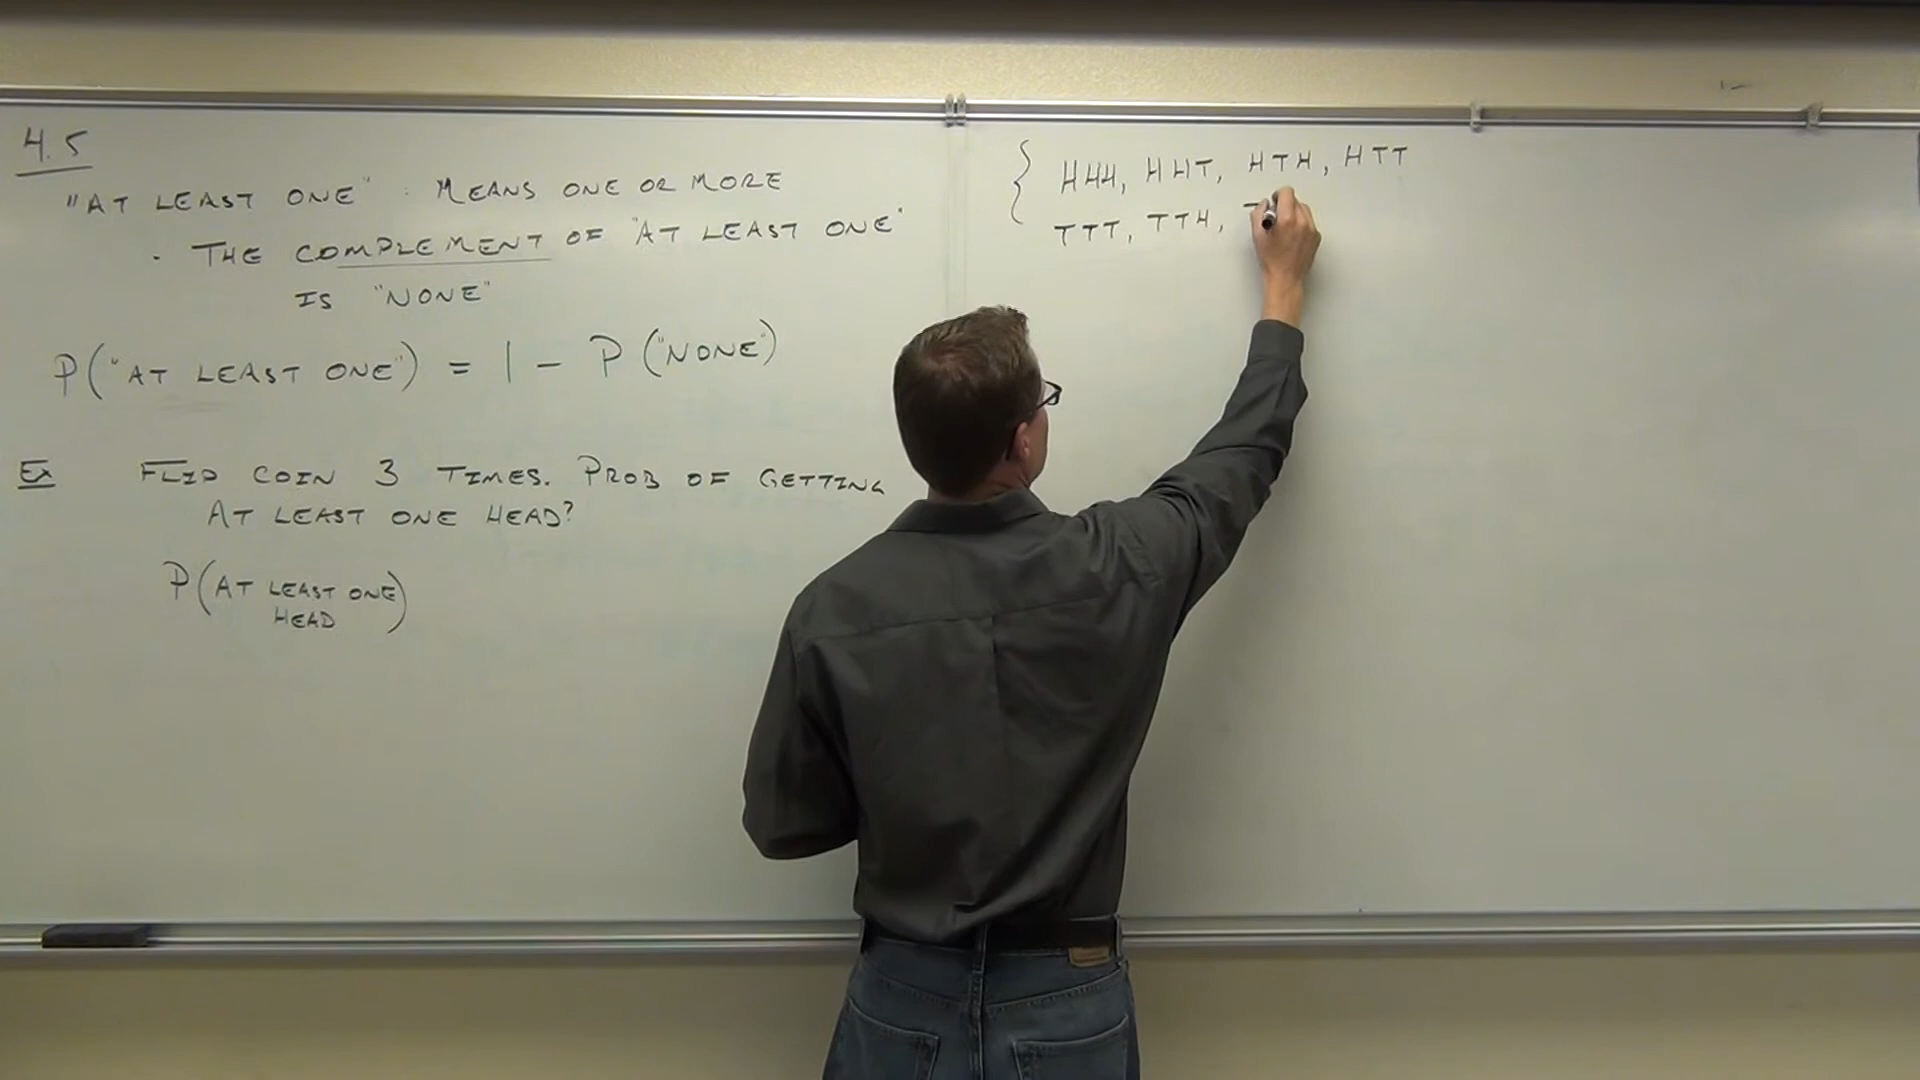 4.5
"AT LEAST ONE" : MEANS ONE OR MORE
· THE COMPLEMENT OF "AT LEAST ONE"
IS "NONE"
P("AT LEAST ONE") = 1 - P("NONE")
Ex FLIP COIN 3 TIMES. PROB OF GETTING
AT LEAST ONE HEAD?
P(AT LEAST ONE
HEAD)
{ HHH, HHT, HTH, HTT
TTT, TTH, T